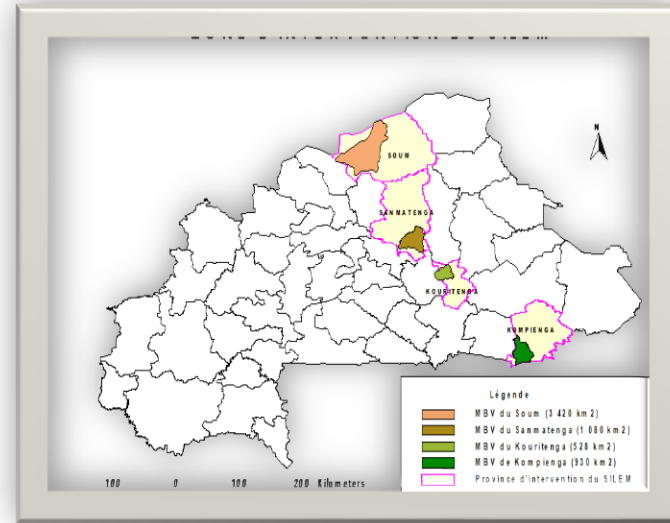 N
SOUM
SANMATENGA
KOURITENGA
KOMPIENGA
Légende
MBV du Soum (3 420 km2)
MBV du Sanmatenga (1 080 km2)
MBV du Kouritenga (528 km2)
MBV de Kompienga (930 km2)
Province d'intervention du SILEM
100 0 100 200 Kilometers